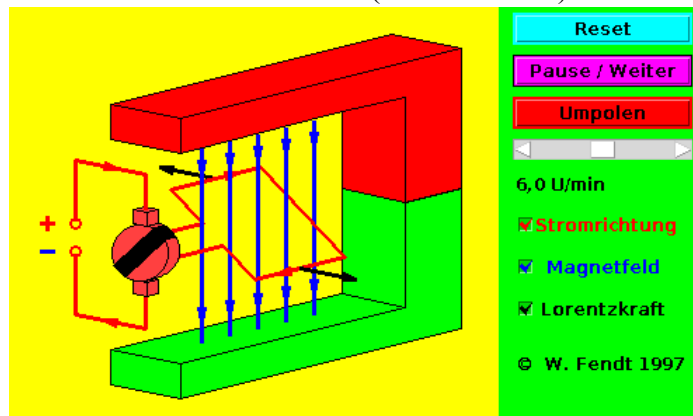 Reset
Pause / Weiter
Umpolen
6,0 U/min
Stromrichtung
Magnetfeld
Lorentzkraft
© W. Fendt 1997
+
−